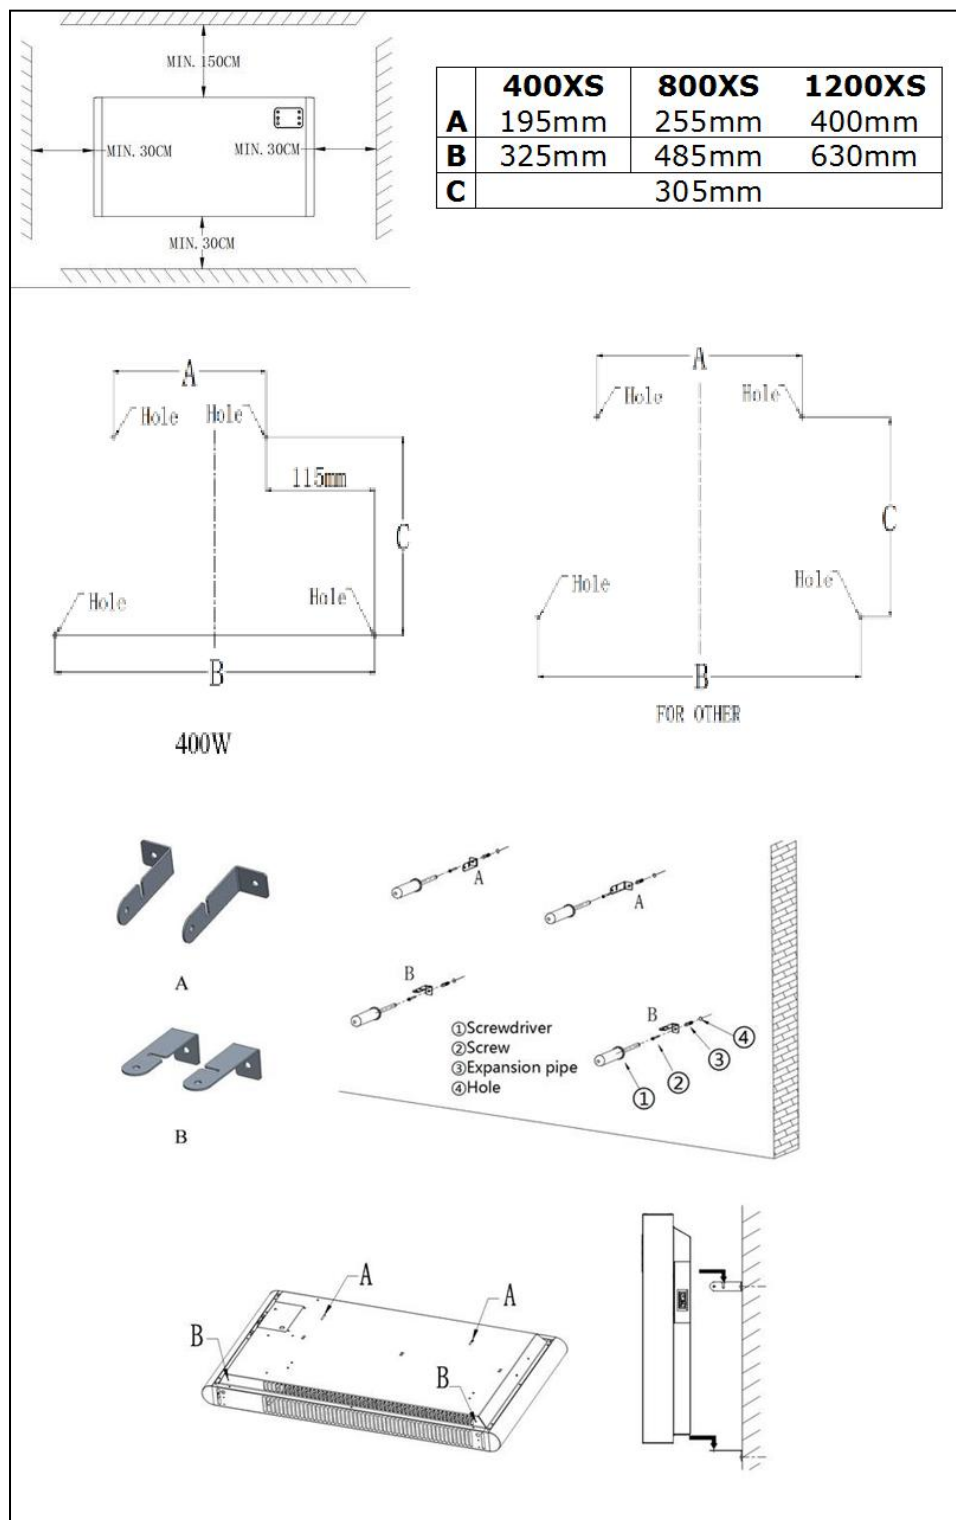 MIN. 150CM
MIN. 30CM
MIN. 30CM
MIN. 30CM
400XS 800XS 1200XS
A 195mm 255mm 400mm
B 325mm 485mm 630mm
C 305mm
A
Hole Hole
115mm
C
Hole Hole
B
400W
A
Hole Hole
C
Hole Hole
B
FOR OTHER
A
B
A
A
B
B
①Screwdriver
②Screw
③Expansion pipe
④Hole
① ② ③ ④
A
A
B
B